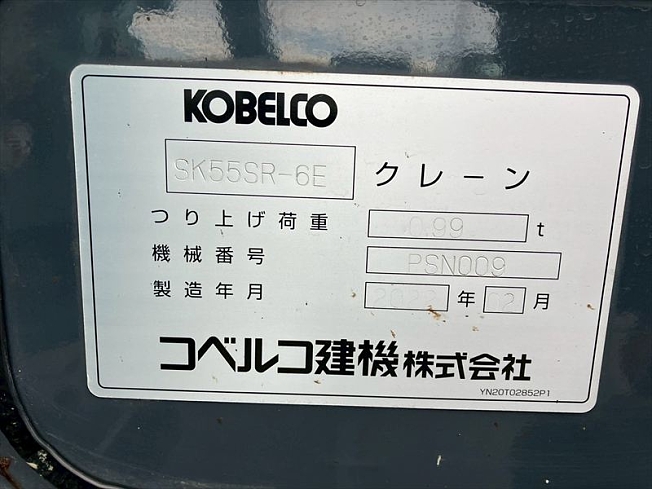 KOBELCO
SK55SR-6E クレーン
つり上げ荷重 0.99 t
機械番号 PSN009
製造年月 年 2 月
コベルコ建機株式会社
YN20T02852P1